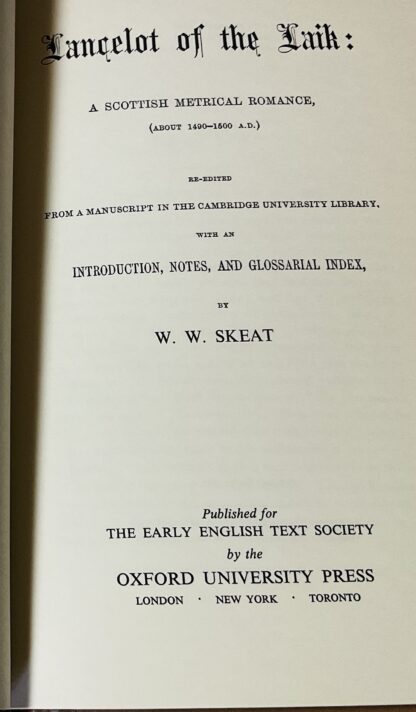 Lancelot of the Laik:
A SCOTTISH METRICAL ROMANCE,
(ABOUT 1490–1500 A.D.)
RE-EDITED
FROM A MANUSCRIPT IN THE CAMBRIDGE UNIVERSITY LIBRARY,
WITH AN
INTRODUCTION, NOTES, AND GLOSSARIAL INDEX,
BY
W. W. SKEAT
Published for
THE EARLY ENGLISH TEXT SOCIETY
by the
OXFORD UNIVERSITY PRESS
LONDON · NEW YORK · TORONTO